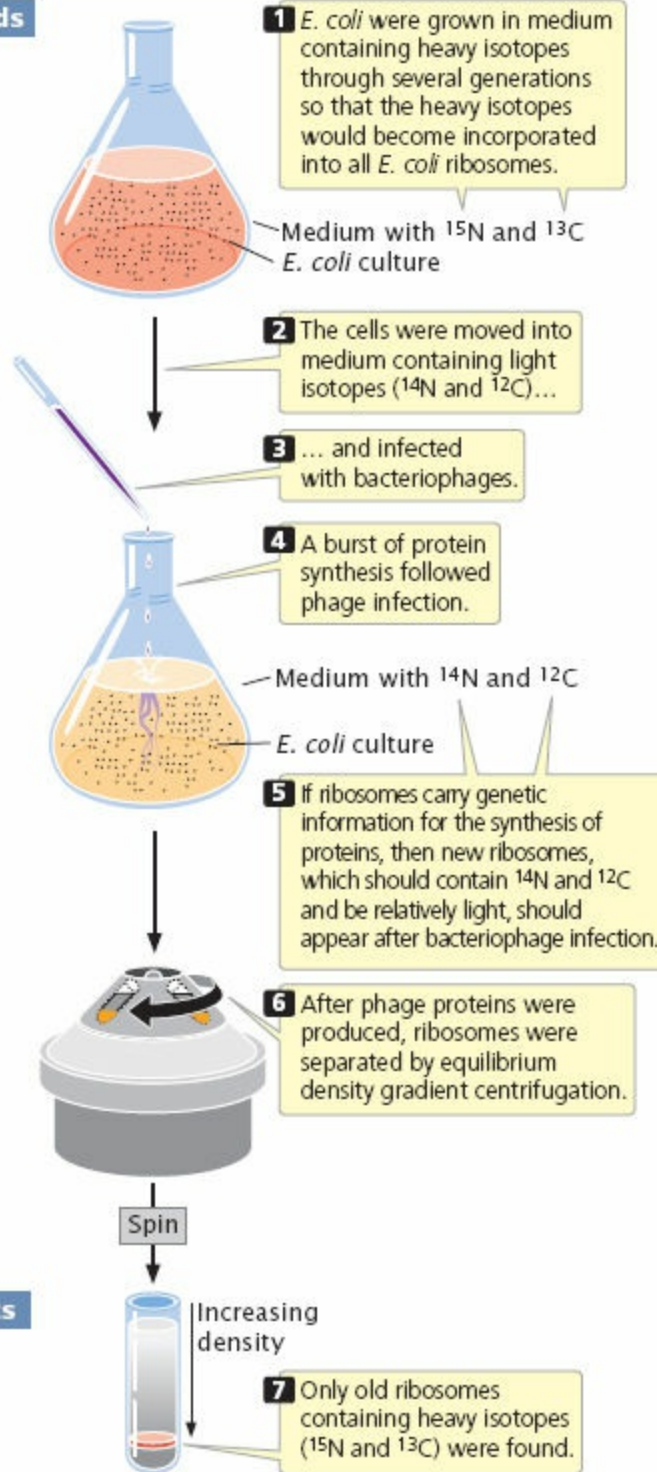 ds
1 E. coli were grown in medium
containing heavy isotopes
through several generations
so that the heavy isotopes
would become incorporated
into all E. coli ribosomes.
Medium with ¹⁵N and ¹³C
E. coli culture
2 The cells were moved into
medium containing light
isotopes (¹⁴N and ¹²C)…
3 … and infected
with bacteriophages.
4 A burst of protein
synthesis followed
phage infection.
Medium with ¹⁴N and ¹²C
E. coli culture
5 If ribosomes carry genetic
information for the synthesis of
proteins, then new ribosomes,
which should contain ¹⁴N and ¹²C
and be relatively light, should
appear after bacteriophage infection.
6 After phage proteins were
produced, ribosomes were
separated by equilibrium
density gradient centrifugation.
Spin
ts
Increasing
density
7 Only old ribosomes
containing heavy isotopes
(¹⁵N and ¹³C) were found.